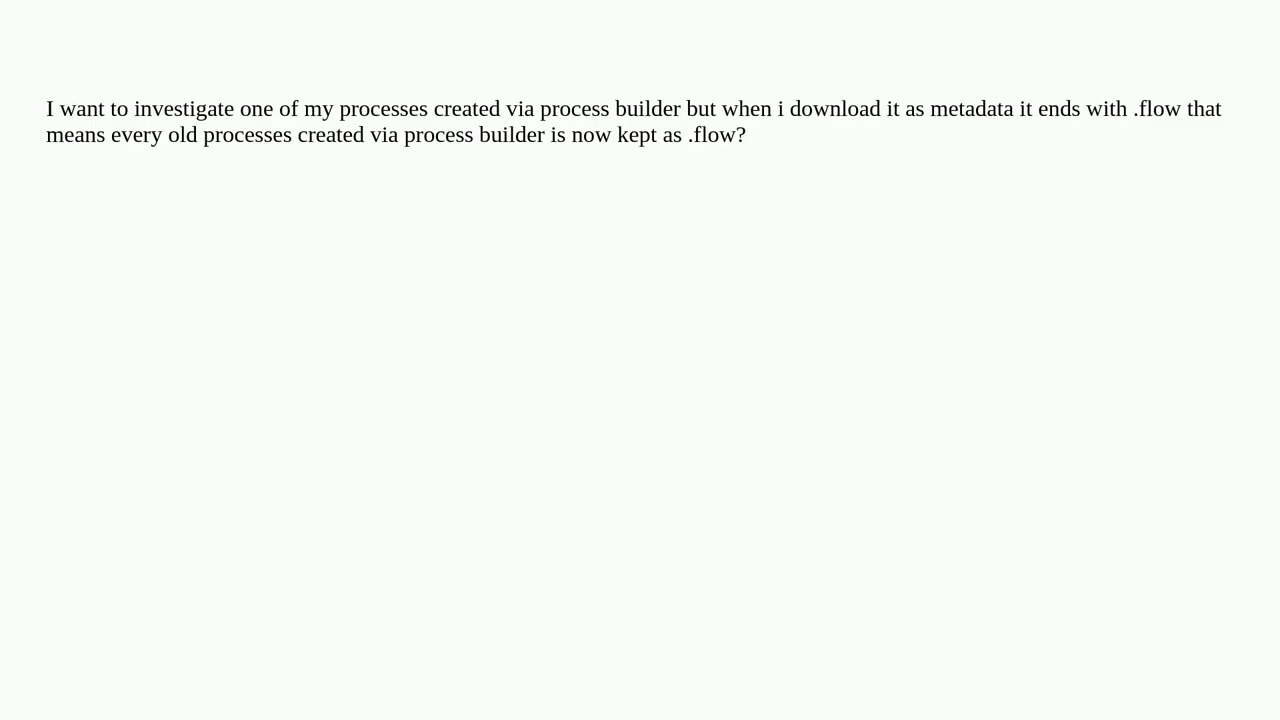 I want to investigate one of my processes created via process builder but when i download it as metadata it ends with .flow that
means every old processes created via process builder is now kept as .flow?